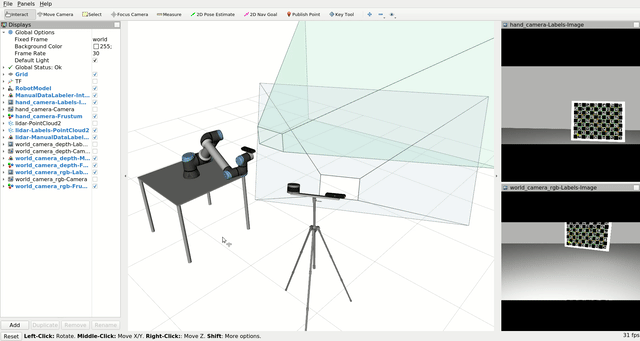 File Panels Help
Interact Move Camera Select Focus Camera Measure 2D Pose Estimate 2D Nav Goal Publish Point Key Tool
Displays
Global Options
Fixed Frame world
Background Color 255;
Frame Rate 30
Default Light
Global Status: Ok
Grid
TF
RobotModel
ManualDataLabeler-Int...
hand_camera-Labels-I...
hand_camera-Camera
hand_camera-Frustum
lidar-PointCloud2
lidar-Labels-PointCloud2
lidar-ManualDataLabel...
world_camera_depth-Lab...
world_camera_depth-Cam...
world_camera_depth-M...
world_camera_depth-F...
world_camera_rgb-Lab...
world_camera_rgb-Camera
world_camera_rgb-Fru...
Add Duplicate Remove Rename
hand_camera-Labels-Image
world_camera_rgb-Labels-Image
Reset Left-Click: Rotate. Middle-Click: Move X/Y. Right-Click: Move Z. Shift: More options. 31 fps